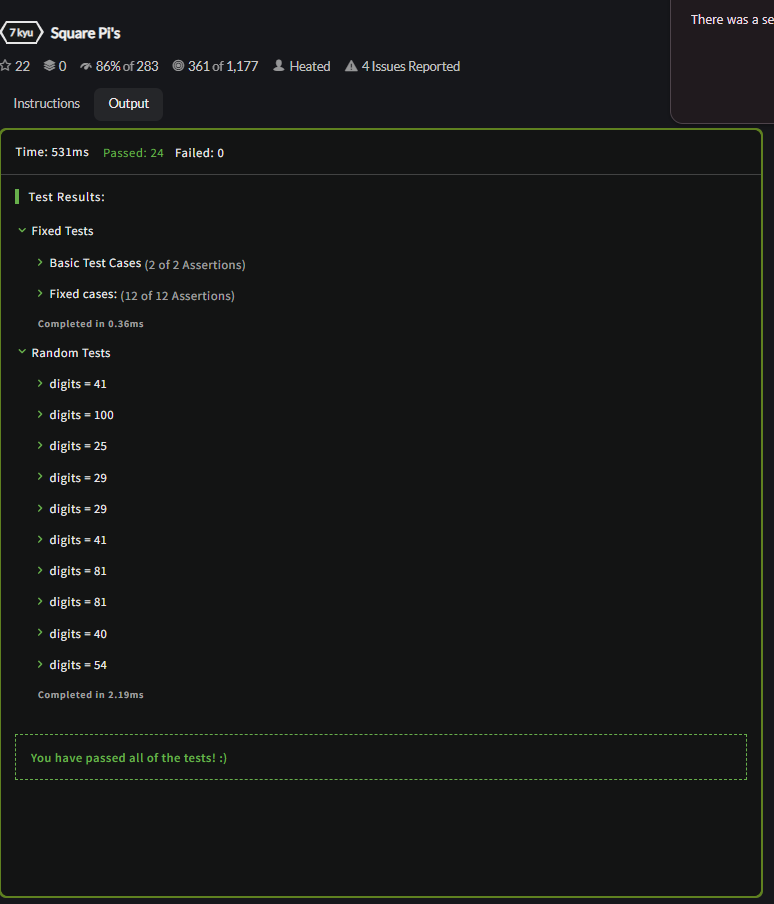 7 kyu Square Pi's
22 0 86% of 283 361 of 1,177 Heated 4 Issues Reported
Instructions Output
There was a se
Time: 531ms Passed: 24 Failed: 0
Test Results:
Fixed Tests
Basic Test Cases (2 of 2 Assertions)
Fixed cases: (12 of 12 Assertions)
Completed in 0.36ms
Random Tests
digits = 41
digits = 100
digits = 25
digits = 29
digits = 29
digits = 41
digits = 81
digits = 81
digits = 40
digits = 54
Completed in 2.19ms
You have passed all of the tests! :)